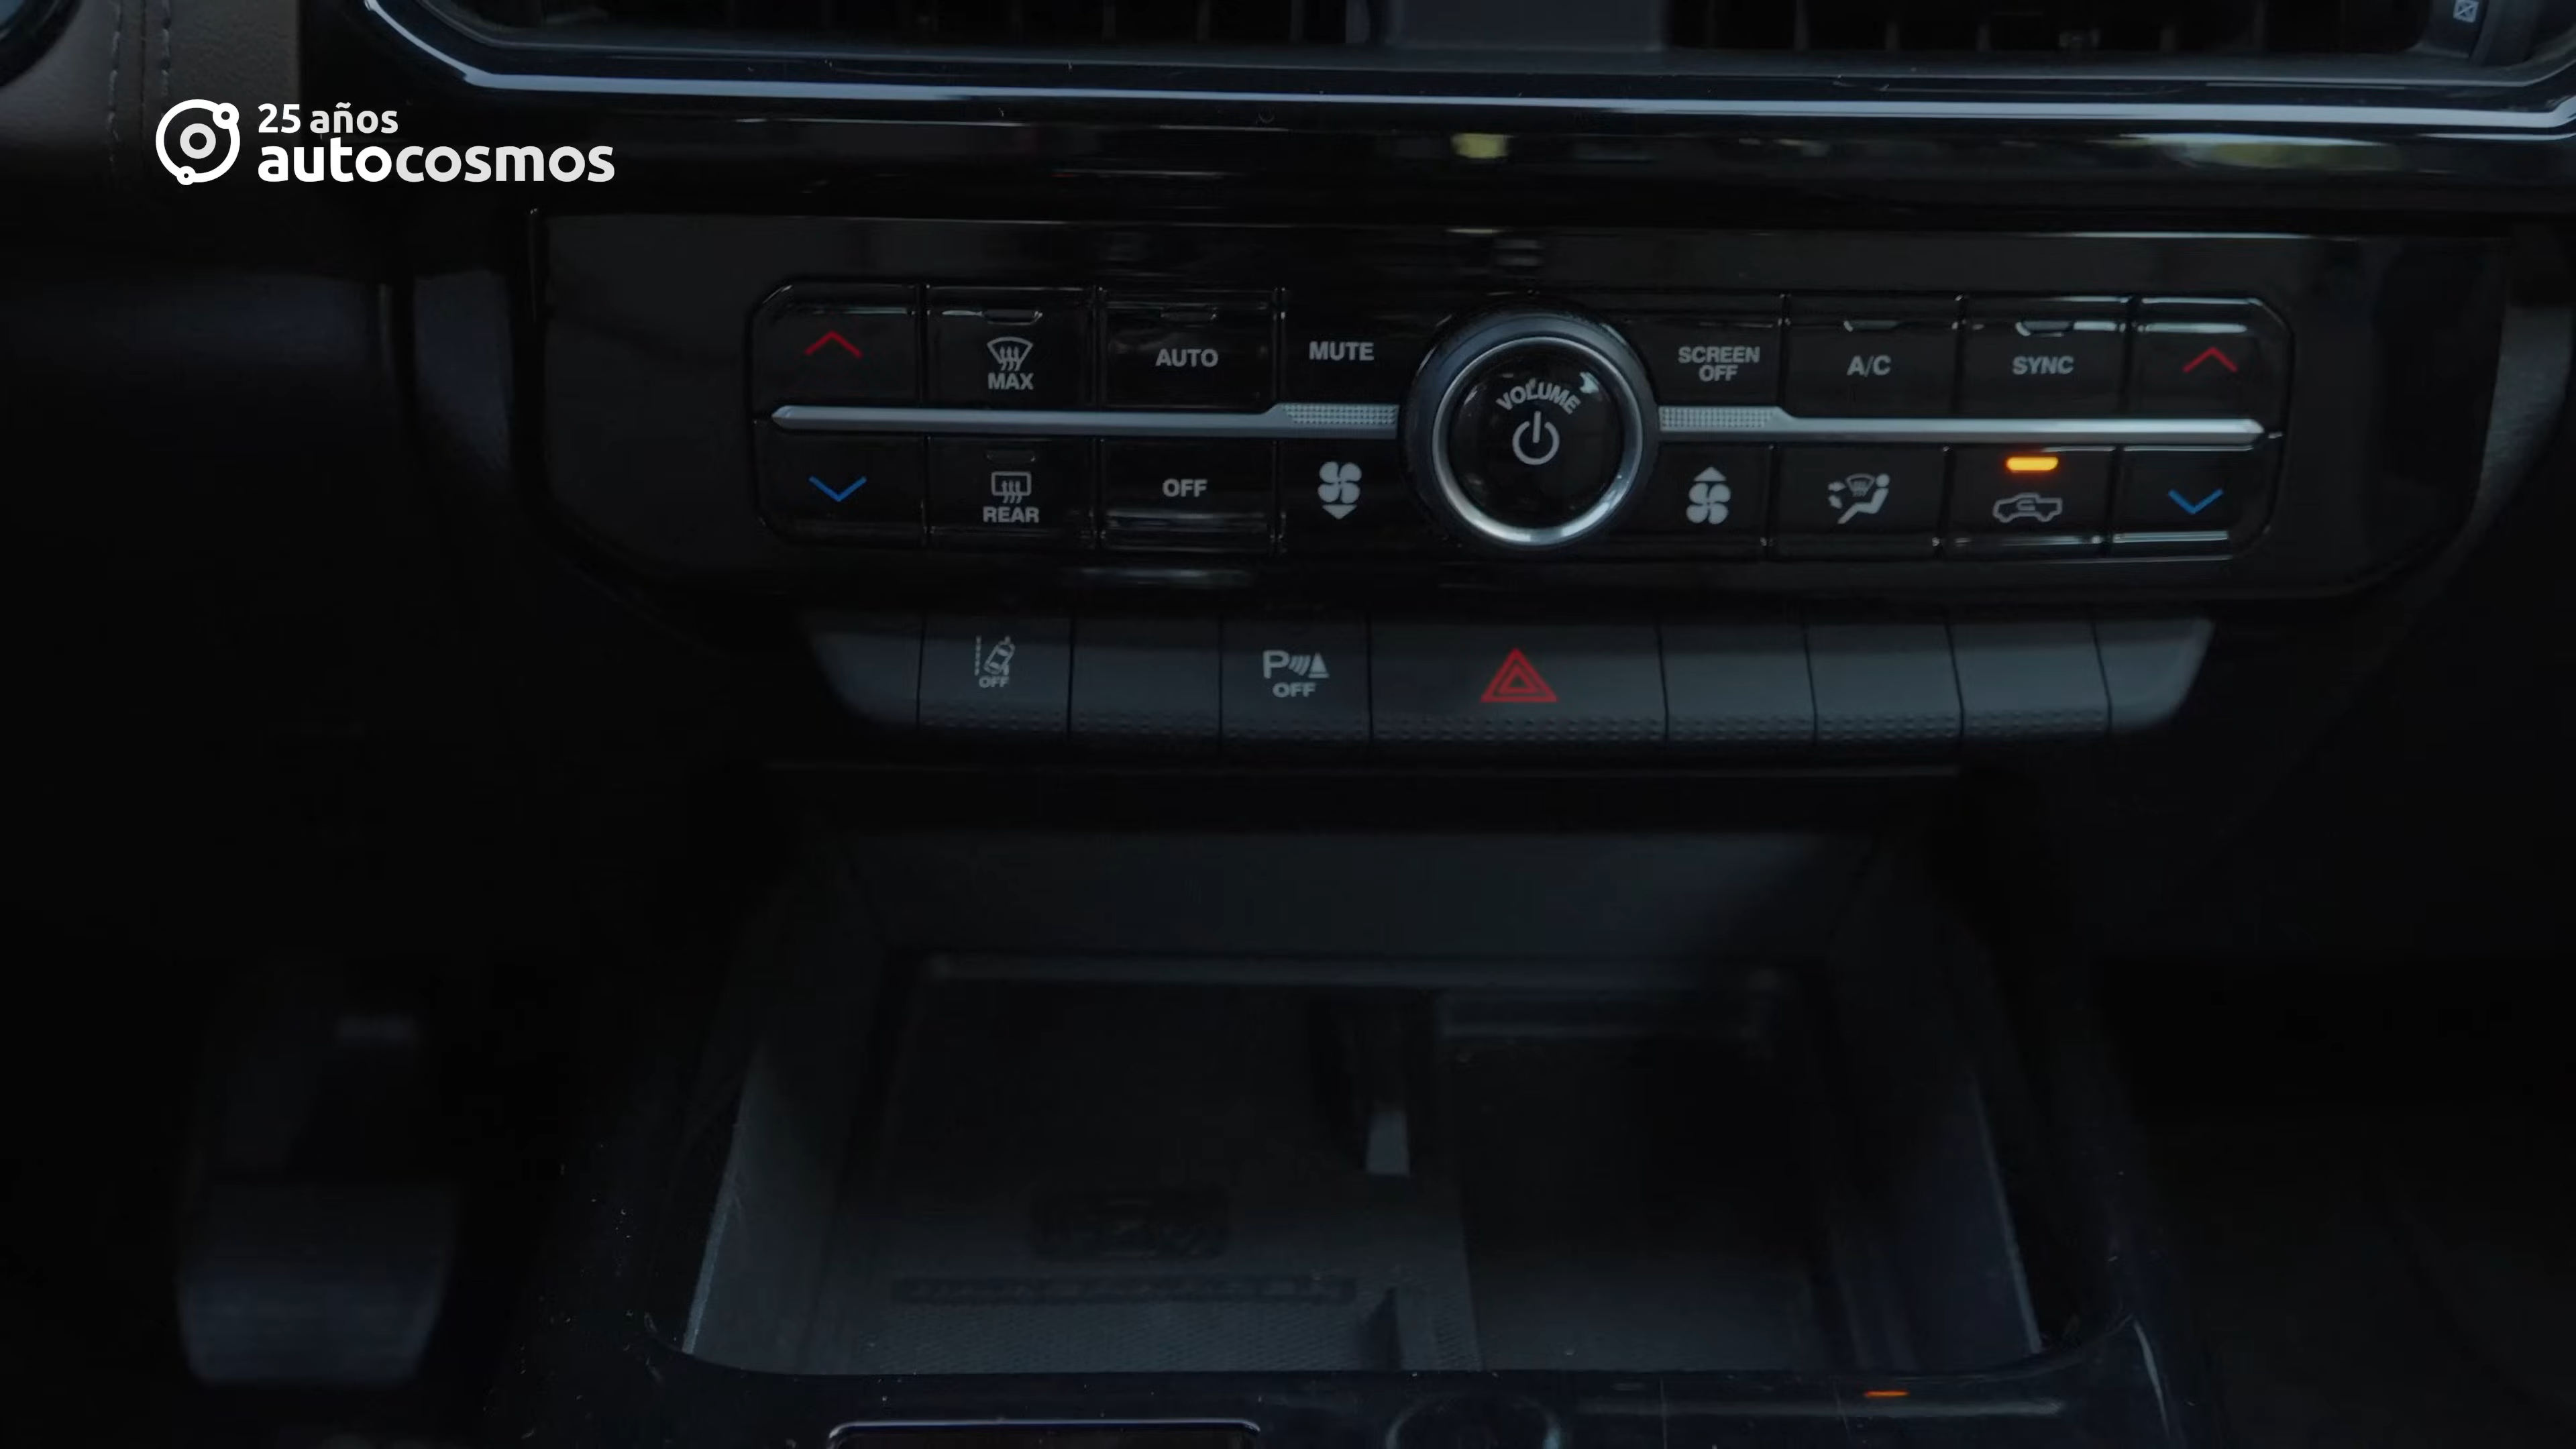 25 años
autocosmos
MAX
AUTO
MUTE
VOLUME
SCREEN
OFF
A/C
SYNC
REAR
OFF
OFF
P
OFF